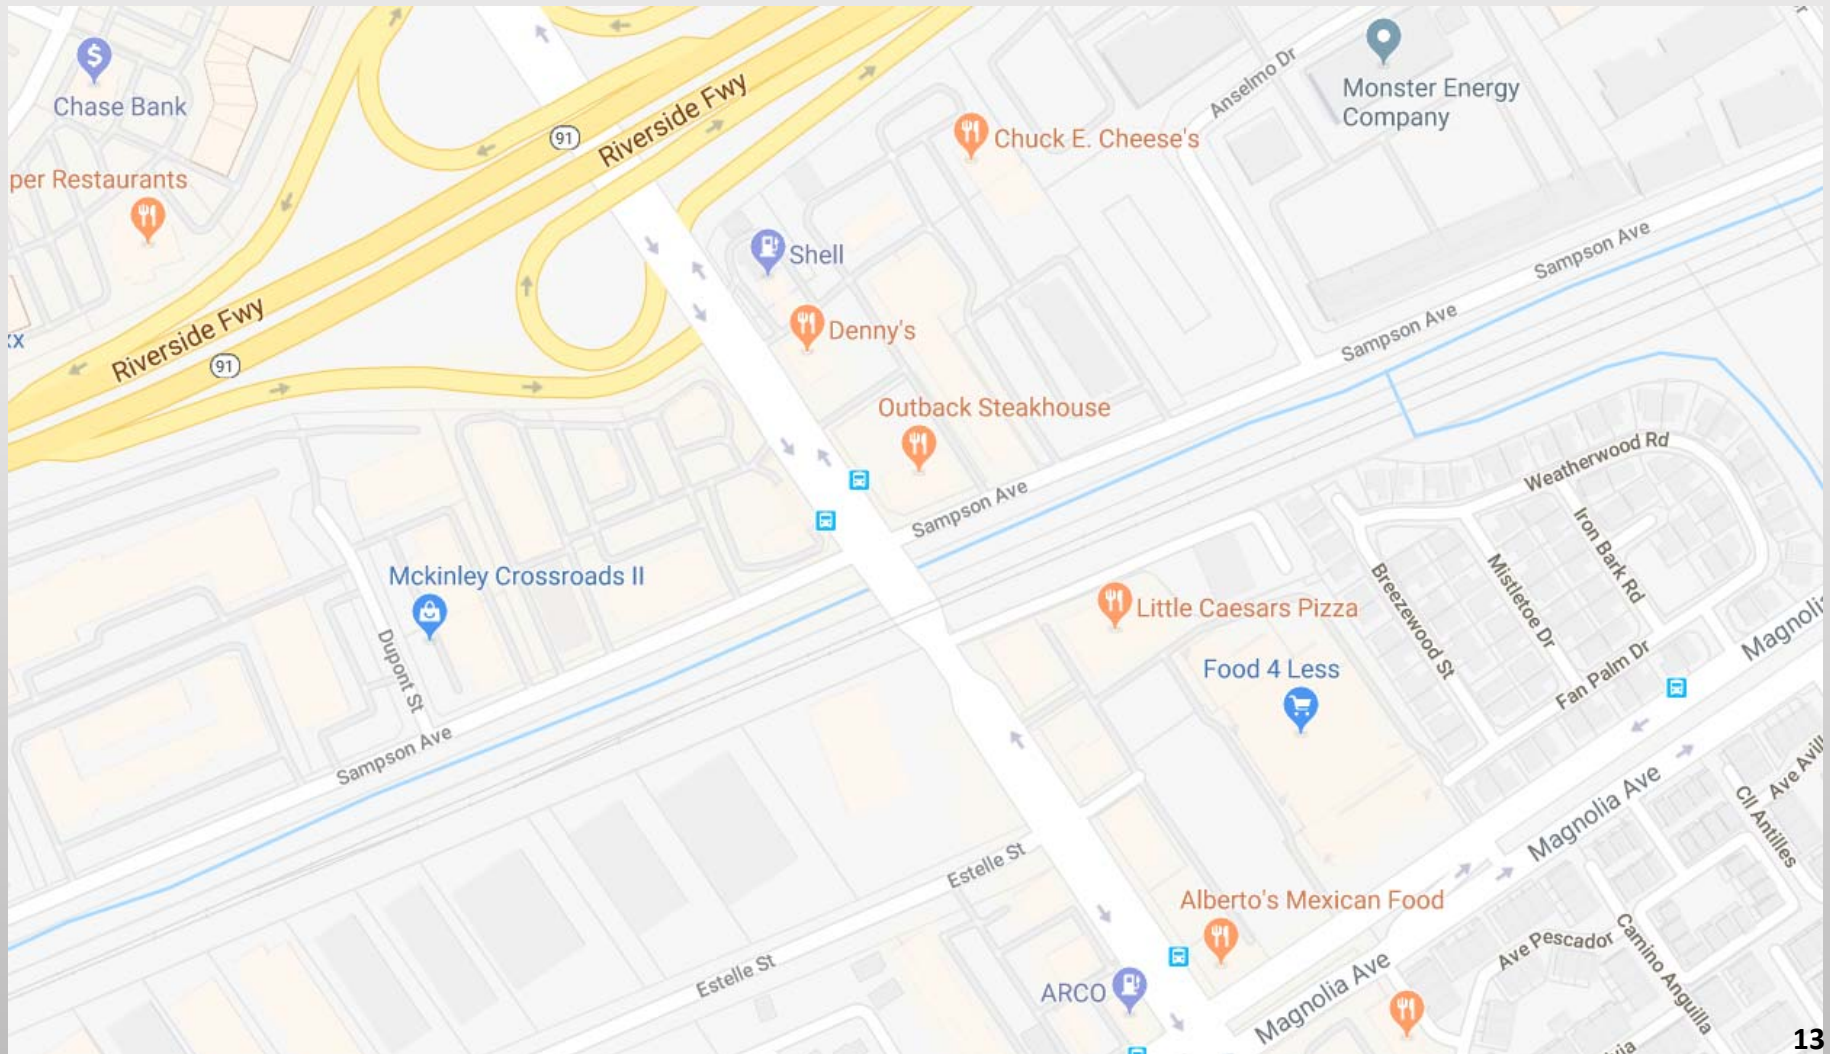 $
Chase Bank
per Restaurants
xx
Riverside Fwy
91
Riverside Fwy
91
Anselmo Dr
Monster Energy
Company
Chuck E. Cheese's
Shell
Denny's
Sampson Ave
Sampson Ave
Outback Steakhouse
Sampson Ave
Weatherwood Rd
Iron Bark Rd
Mistletoe Dr
Breezewood St
Mckinley Crossroads II
Little Caesars Pizza
Dupont St
Food 4 Less
Fan Palm Dr
Magnoli
Sampson Ave
Magnolia Ave
Cll Antilles
Ave Avil
Estelle St
Alberto's Mexican Food
Ave Pescador
Camino Anguilla
Estelle St
ARCO
Magnolia Ave
via
13